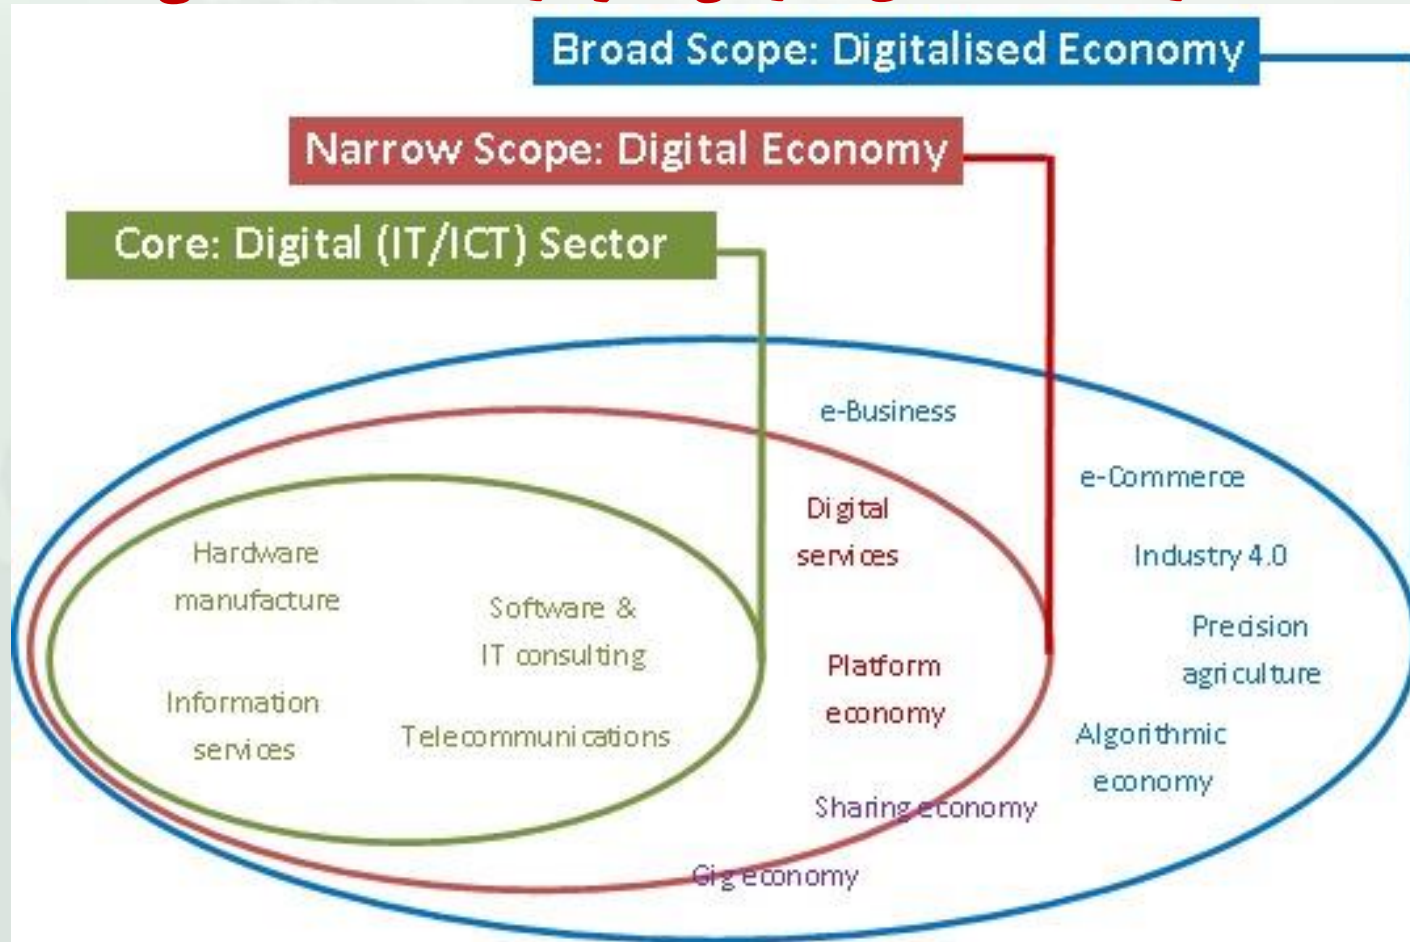 Broad Scope: Digitalised Economy
Narrow Scope: Digital Economy
Core: Digital (IT/ICT) Sector
e-Business
e-Commerce
Digital
services
Industry 4.0
Hardware
manufacture
Software &
IT consulting
Precision
agriculture
Platform
economy
Information
services
Telecommunications
Algorithmic
economy
Sharing economy
Gig economy